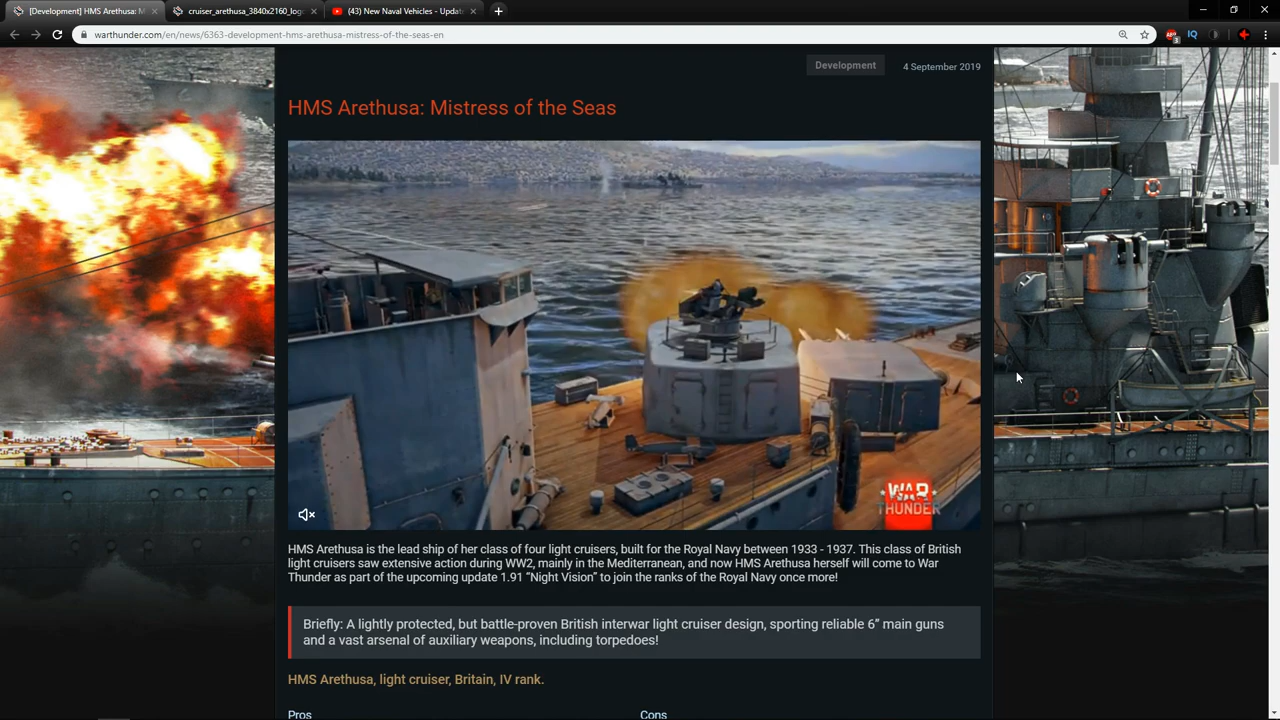 [Development] HMS Arethusa: M
cruiser_arethusa_3840x2160_log
(43) New Naval Vehicles - Updat
warthunder.com/en/news/6363-development-hms-arethusa-mistress-of-the-seas-en
IQ
Development
4 September 2019
HMS Arethusa: Mistress of the Seas
WAR
THUNDER
HMS Arethusa is the lead ship of her class of four light cruisers, built for the Royal Navy between 1933 - 1937. This class of British
light cruisers saw extensive action during WW2, mainly in the Mediterranean, and now HMS Arethusa herself will come to War
Thunder as part of the upcoming update 1.91 “Night Vision” to join the ranks of the Royal Navy once more!
Briefly: A lightly protected, but battle-proven British interwar light cruiser design, sporting reliable 6” main guns
and a vast arsenal of auxiliary weapons, including torpedoes!
HMS Arethusa, light cruiser, Britain, IV rank.
Pros
Cons